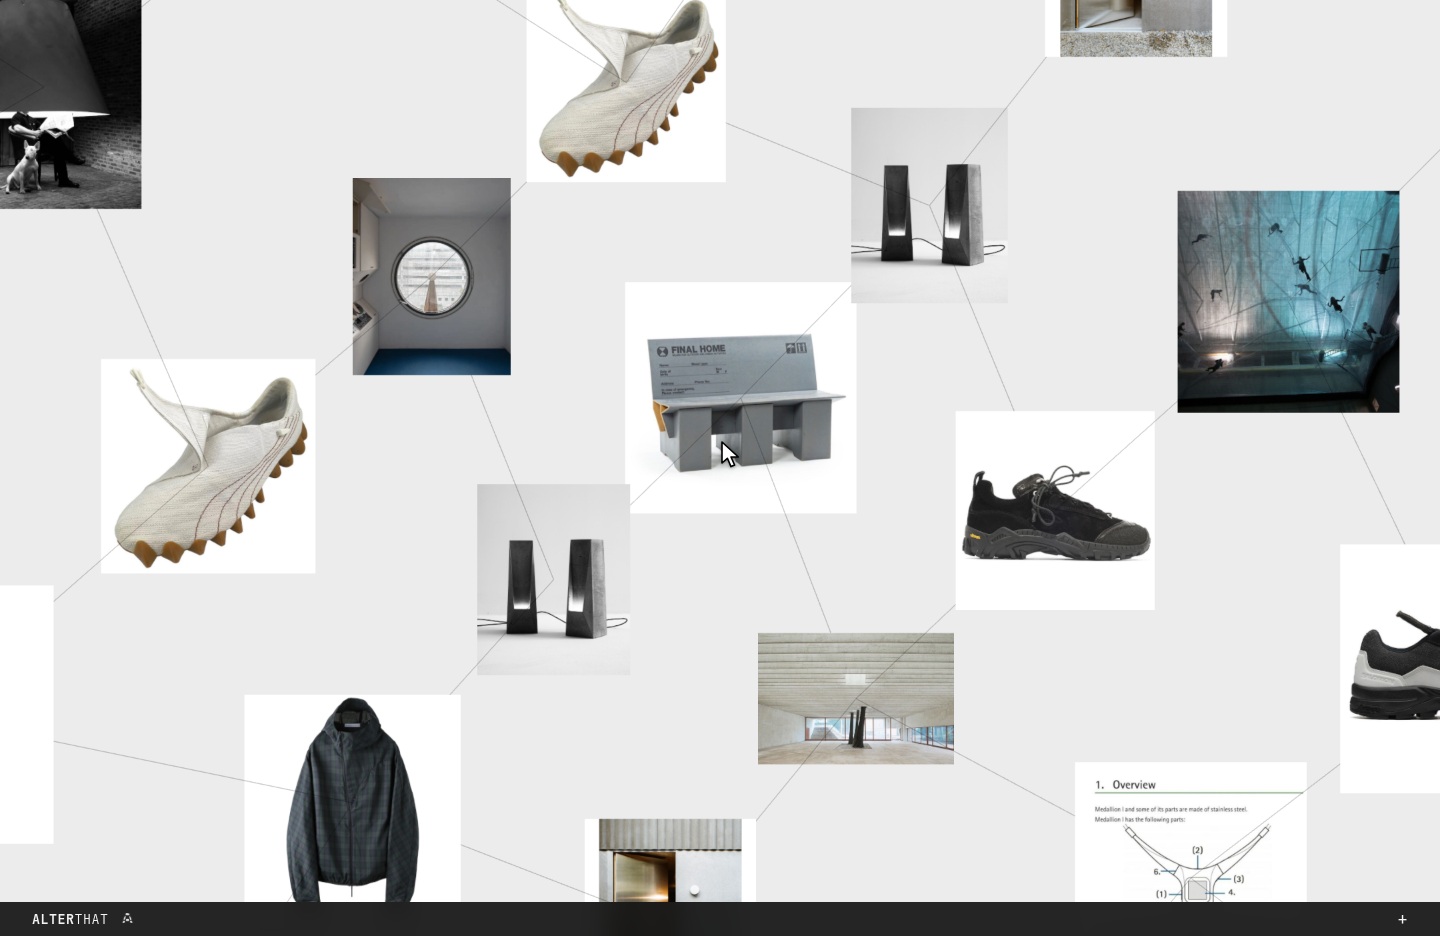 FINAL HOME
1. Overview
Medallion I and some of its parts are made of stainless steel.
Medallion I has the following parts:
(2)
6.
(3)
(1)
4.
ALTERTHAT
+